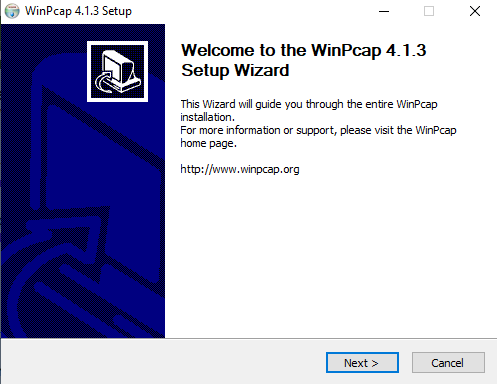 WinPcap 4.1.3 Setup
Welcome to the WinPcap 4.1.3
Setup Wizard
This Wizard will guide you through the entire WinPcap
installation.
For more information or support, please visit the WinPcap
home page.
http://www.winpcap.org
Next >
Cancel